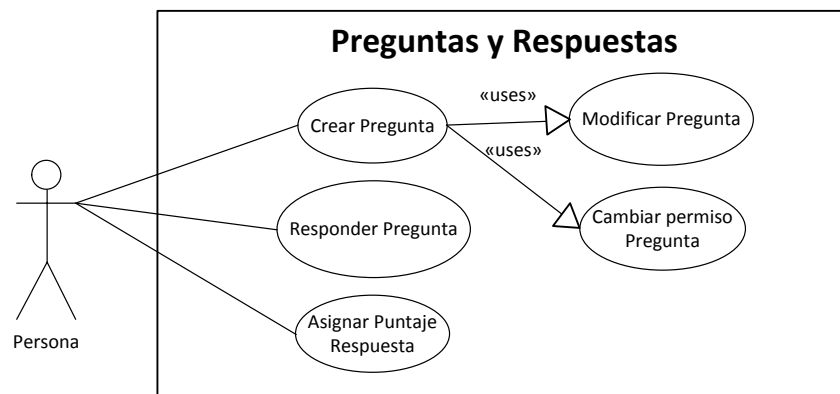 Preguntas y Respuestas
«uses»
Crear Pregunta
Modificar Pregunta
«uses»
Responder Pregunta
Cambiar permiso
Pregunta
Asignar Puntaje
Respuesta
Persona